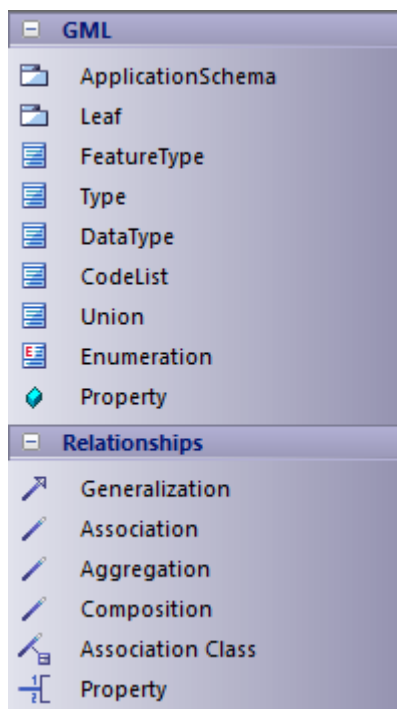 GML
ApplicationSchema
Leaf
FeatureType
Type
DataType
CodeList
Union
Enumeration
Property
Relationships
Generalization
Association
Aggregation
Composition
Association Class
Property